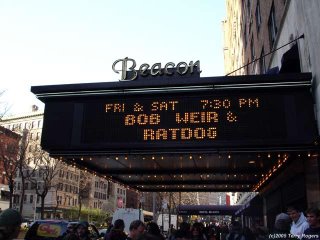 Beacon
FRI & SAT 7:30 PM
BOB WEIR &
RATDOG
(c)2005 Terry Rogers